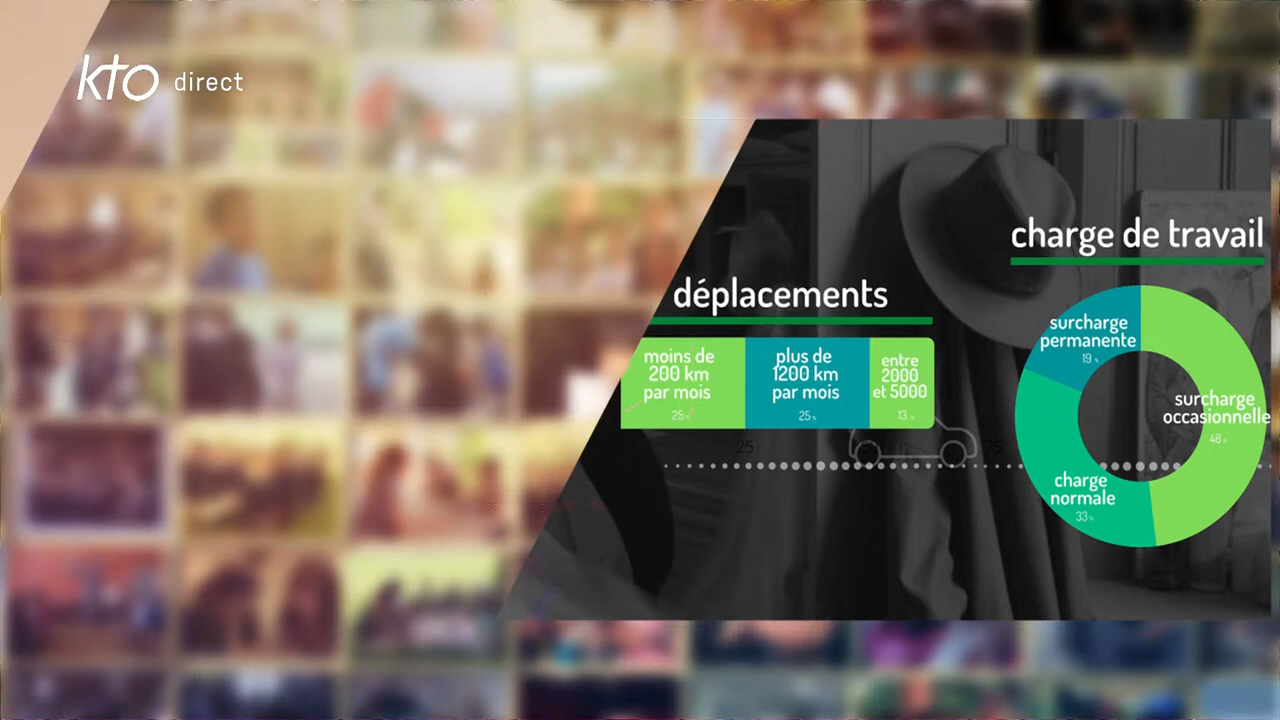 kto direct
charge de travail
déplacements
moins de
200 km
par mois
25 %
plus de
1200 km
par mois
25 %
entre
2000
et 5000
13 %
25
75
surcharge
permanente
19 %
surcharge
occasionnelle
48 %
charge
normale
33 %